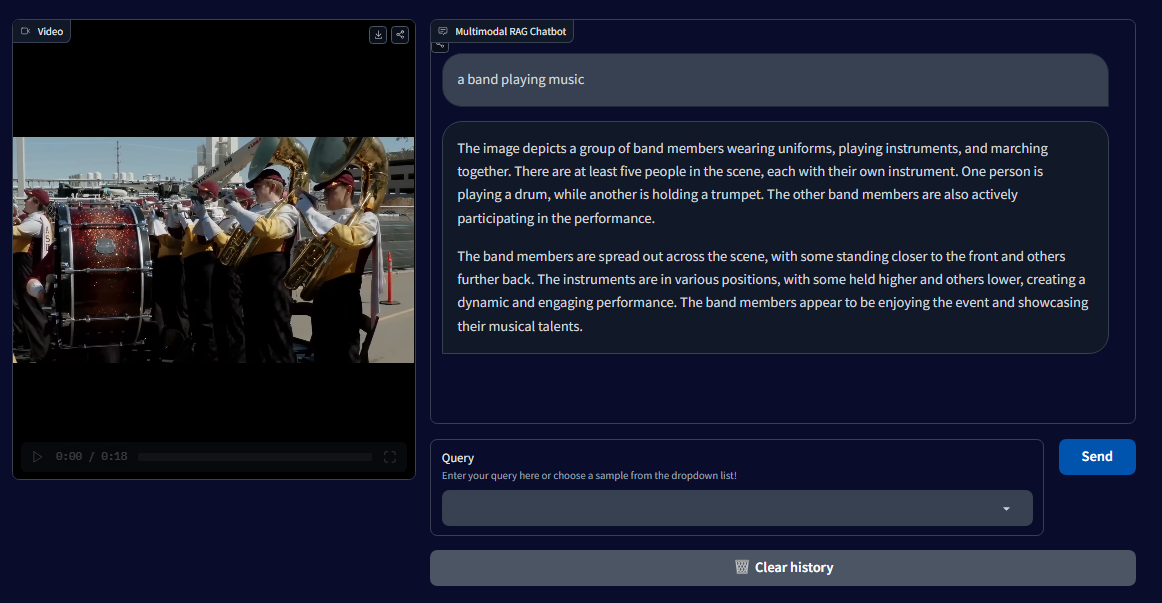 Video
Multimodal RAG Chatbot
a band playing music
The image depicts a group of band members wearing uniforms, playing instruments, and marching
together. There are at least five people in the scene, each with their own instrument. One person is
playing a drum, while another is holding a trumpet. The other band members are also actively
participating in the performance.
The band members are spread out across the scene, with some standing closer to the front and others
further back. The instruments are in various positions, with some held higher and others lower, creating a
dynamic and engaging performance. The band members appear to be enjoying the event and showcasing
their musical talents.
0:00 / 0:18
Query
Enter your query here or choose a sample from the dropdown list!
Send
Clear history